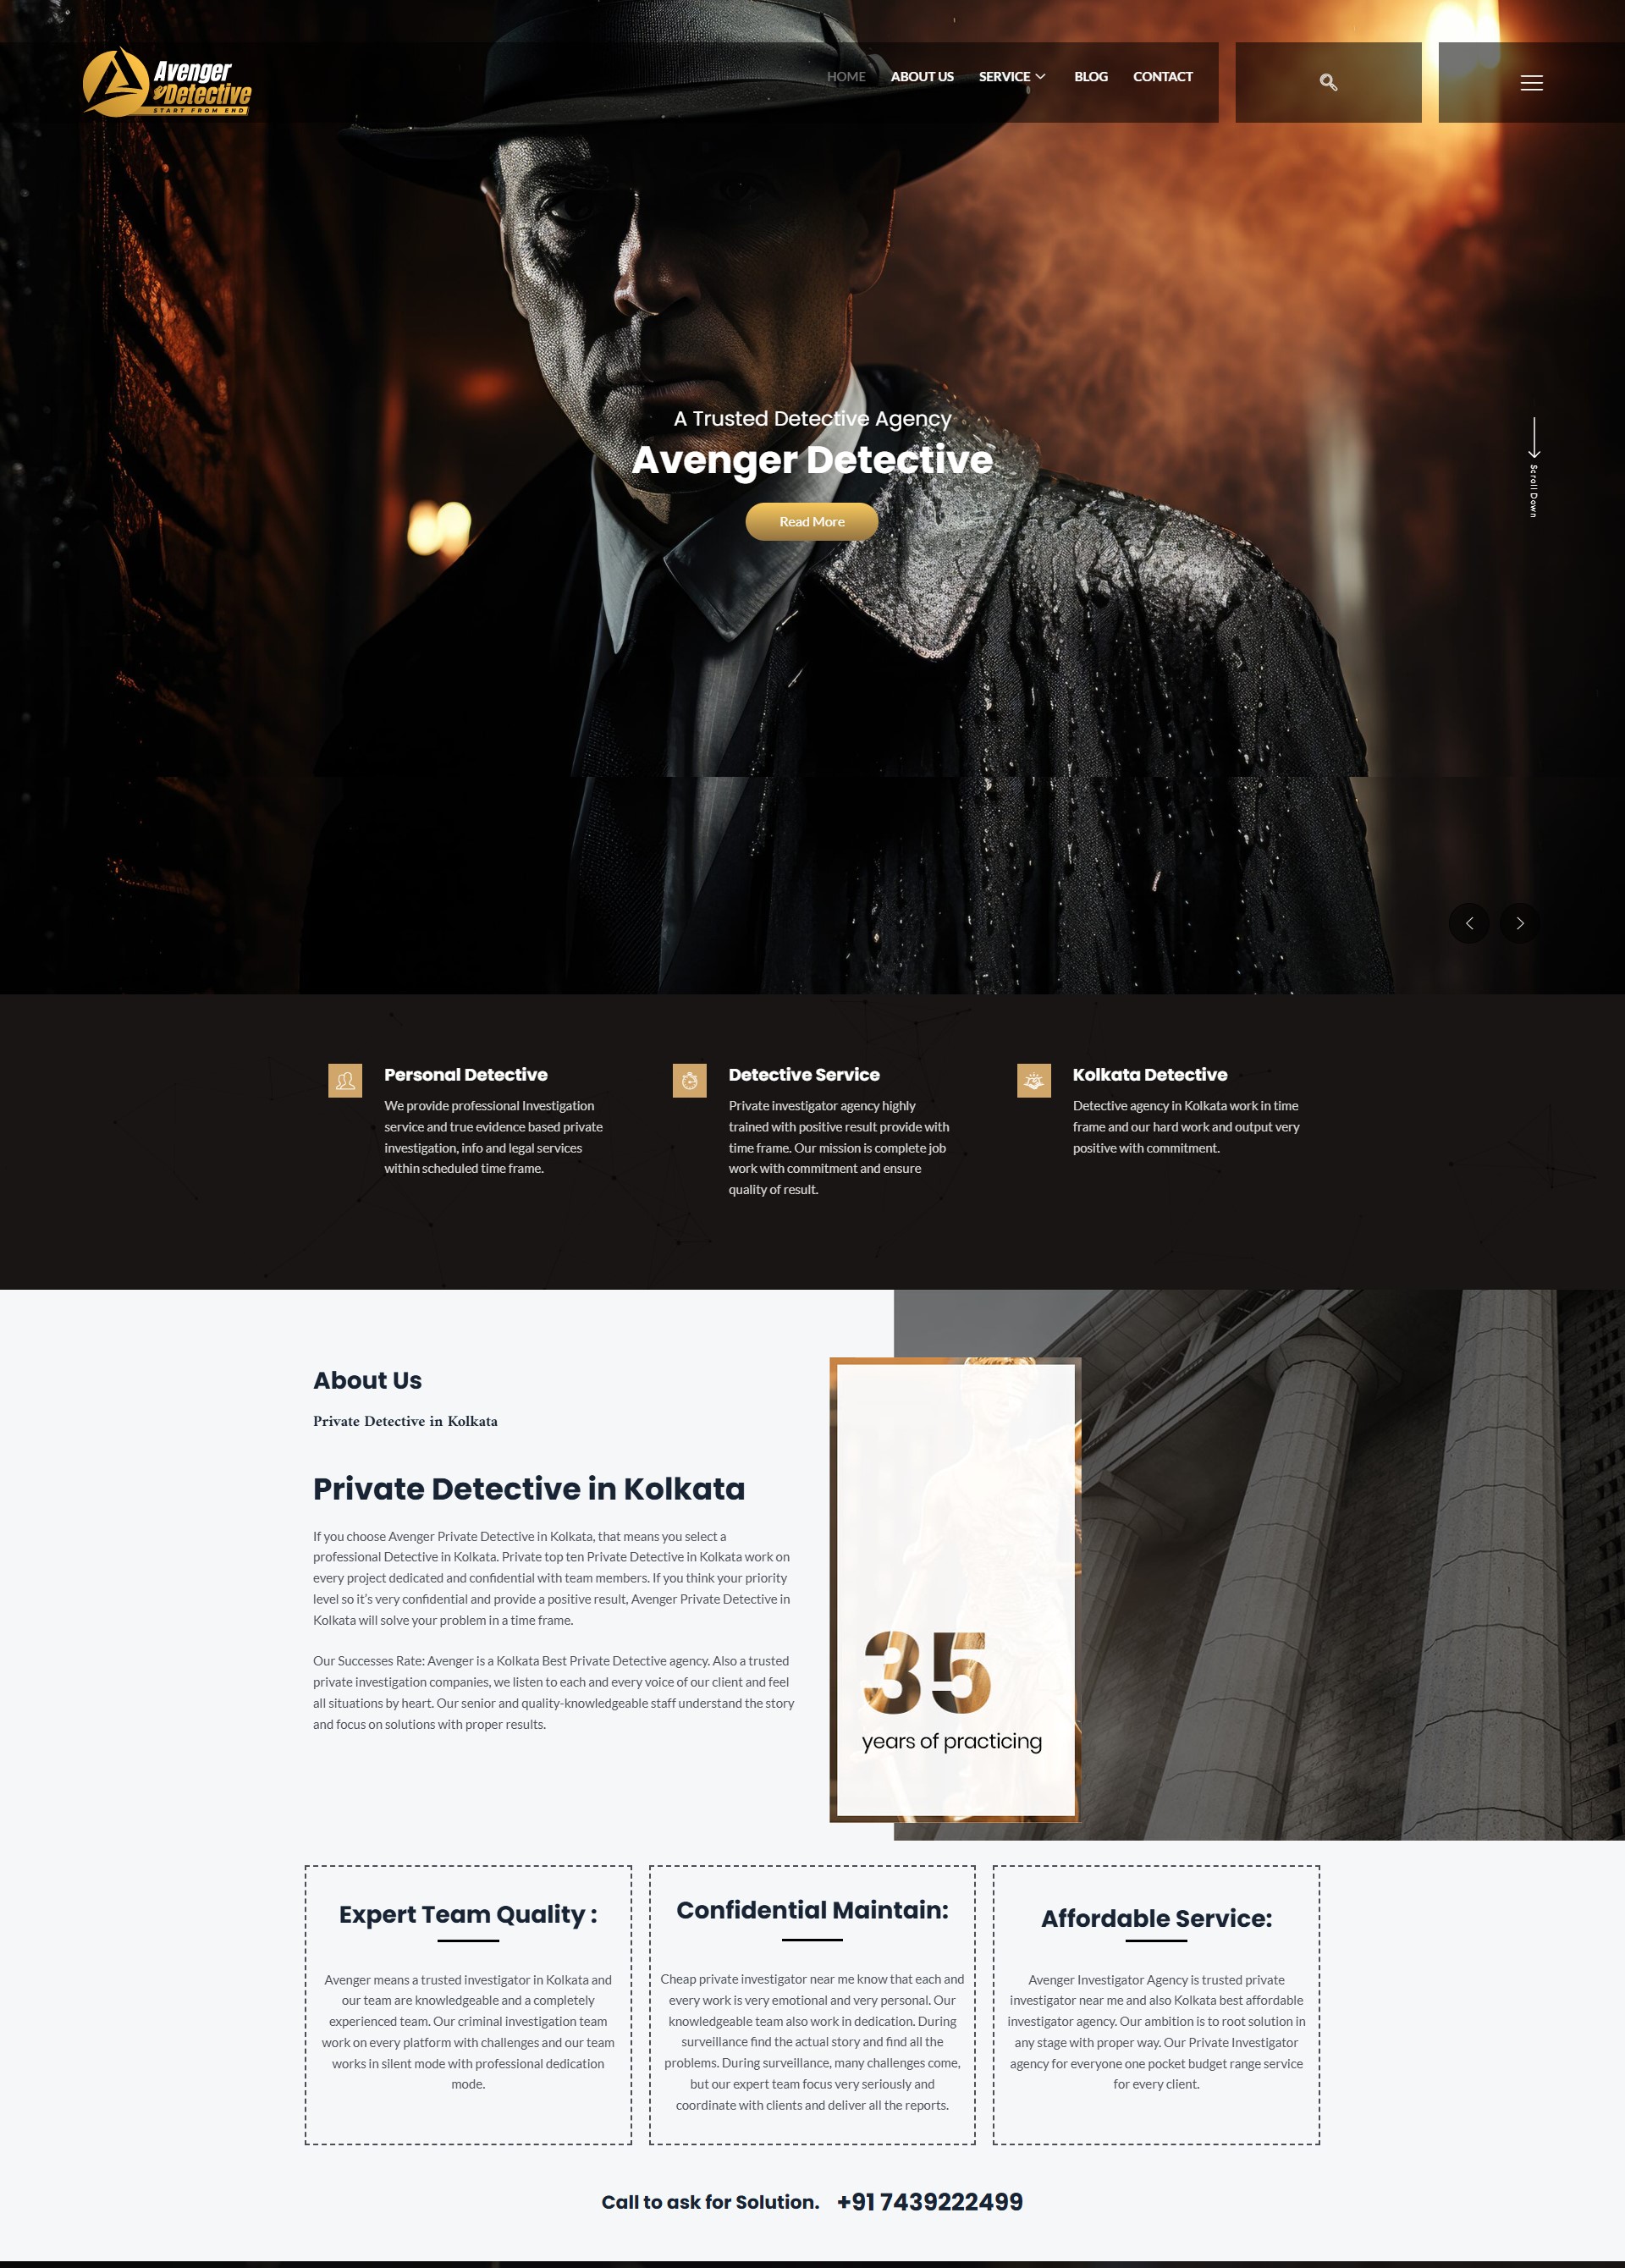 Avenger
Detective
START FROM END
HOME
ABOUT US
SERVICE
BLOG
CONTACT
A Trusted Detective Agency
Avenger Detective
Read More
Scroll Down
Personal Detective
We provide professional Investigation
service and true evidence based private
investigation, info and legal services
within scheduled time frame.
Detective Service
Private investigator agency highly
trained with positive result provide with
time frame. Our mission is complete job
work with commitment and ensure
quality of result.
Kolkata Detective
Detective agency in Kolkata work in time
frame and our hard work and output very
positive with commitment.
About Us
Private Detective in Kolkata
Private Detective in Kolkata
If you choose Avenger Private Detective in Kolkata, that means you select a
professional Detective in Kolkata. Private top ten Private Detective in Kolkata work on
every project dedicated and confidential with team members. If you think your priority
level so it’s very confidential and provide a positive result, Avenger Private Detective in
Kolkata will solve your problem in a time frame.
Our Successes Rate: Avenger is a Kolkata Best Private Detective agency. Also a trusted
private investigation companies, we listen to each and every voice of our client and feel
all situations by heart. Our senior and quality-knowledgeable staff understand the story
and focus on solutions with proper results.
35
years of practicing
Expert Team Quality :
Avenger means a trusted investigator in Kolkata and
our team are knowledgeable and a completely
experienced team. Our criminal investigation team
work on every platform with challenges and our team
works in silent mode with professional dedication
mode.
Confidential Maintain:
Cheap private investigator near me know that each and
every work is very emotional and very personal. Our
knowledgeable team also work in dedication. During
surveillance find the actual story and find all the
problems. During surveillance, many challenges come,
but our expert team focus very seriously and
coordinate with clients and deliver all the reports.
Affordable Service:
Avenger Investigator Agency is trusted private
investigator near me and also Kolkata best affordable
investigator agency. Our ambition is to root solution in
any stage with proper way. Our Private Investigator
agency for everyone one pocket budget range service
for every client.
Call to ask for Solution. +91 7439222499